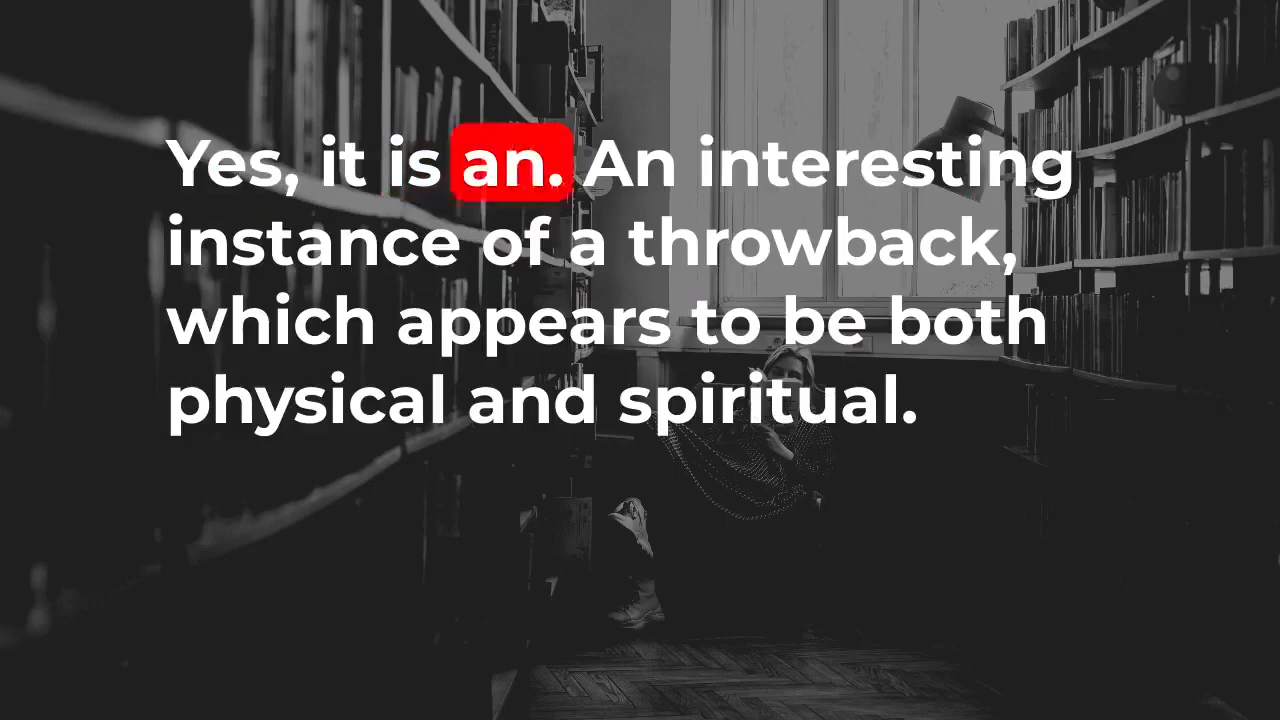 Yes, it is an. An interesting
instance of a throwback,
which appears to be both
physical and spiritual.